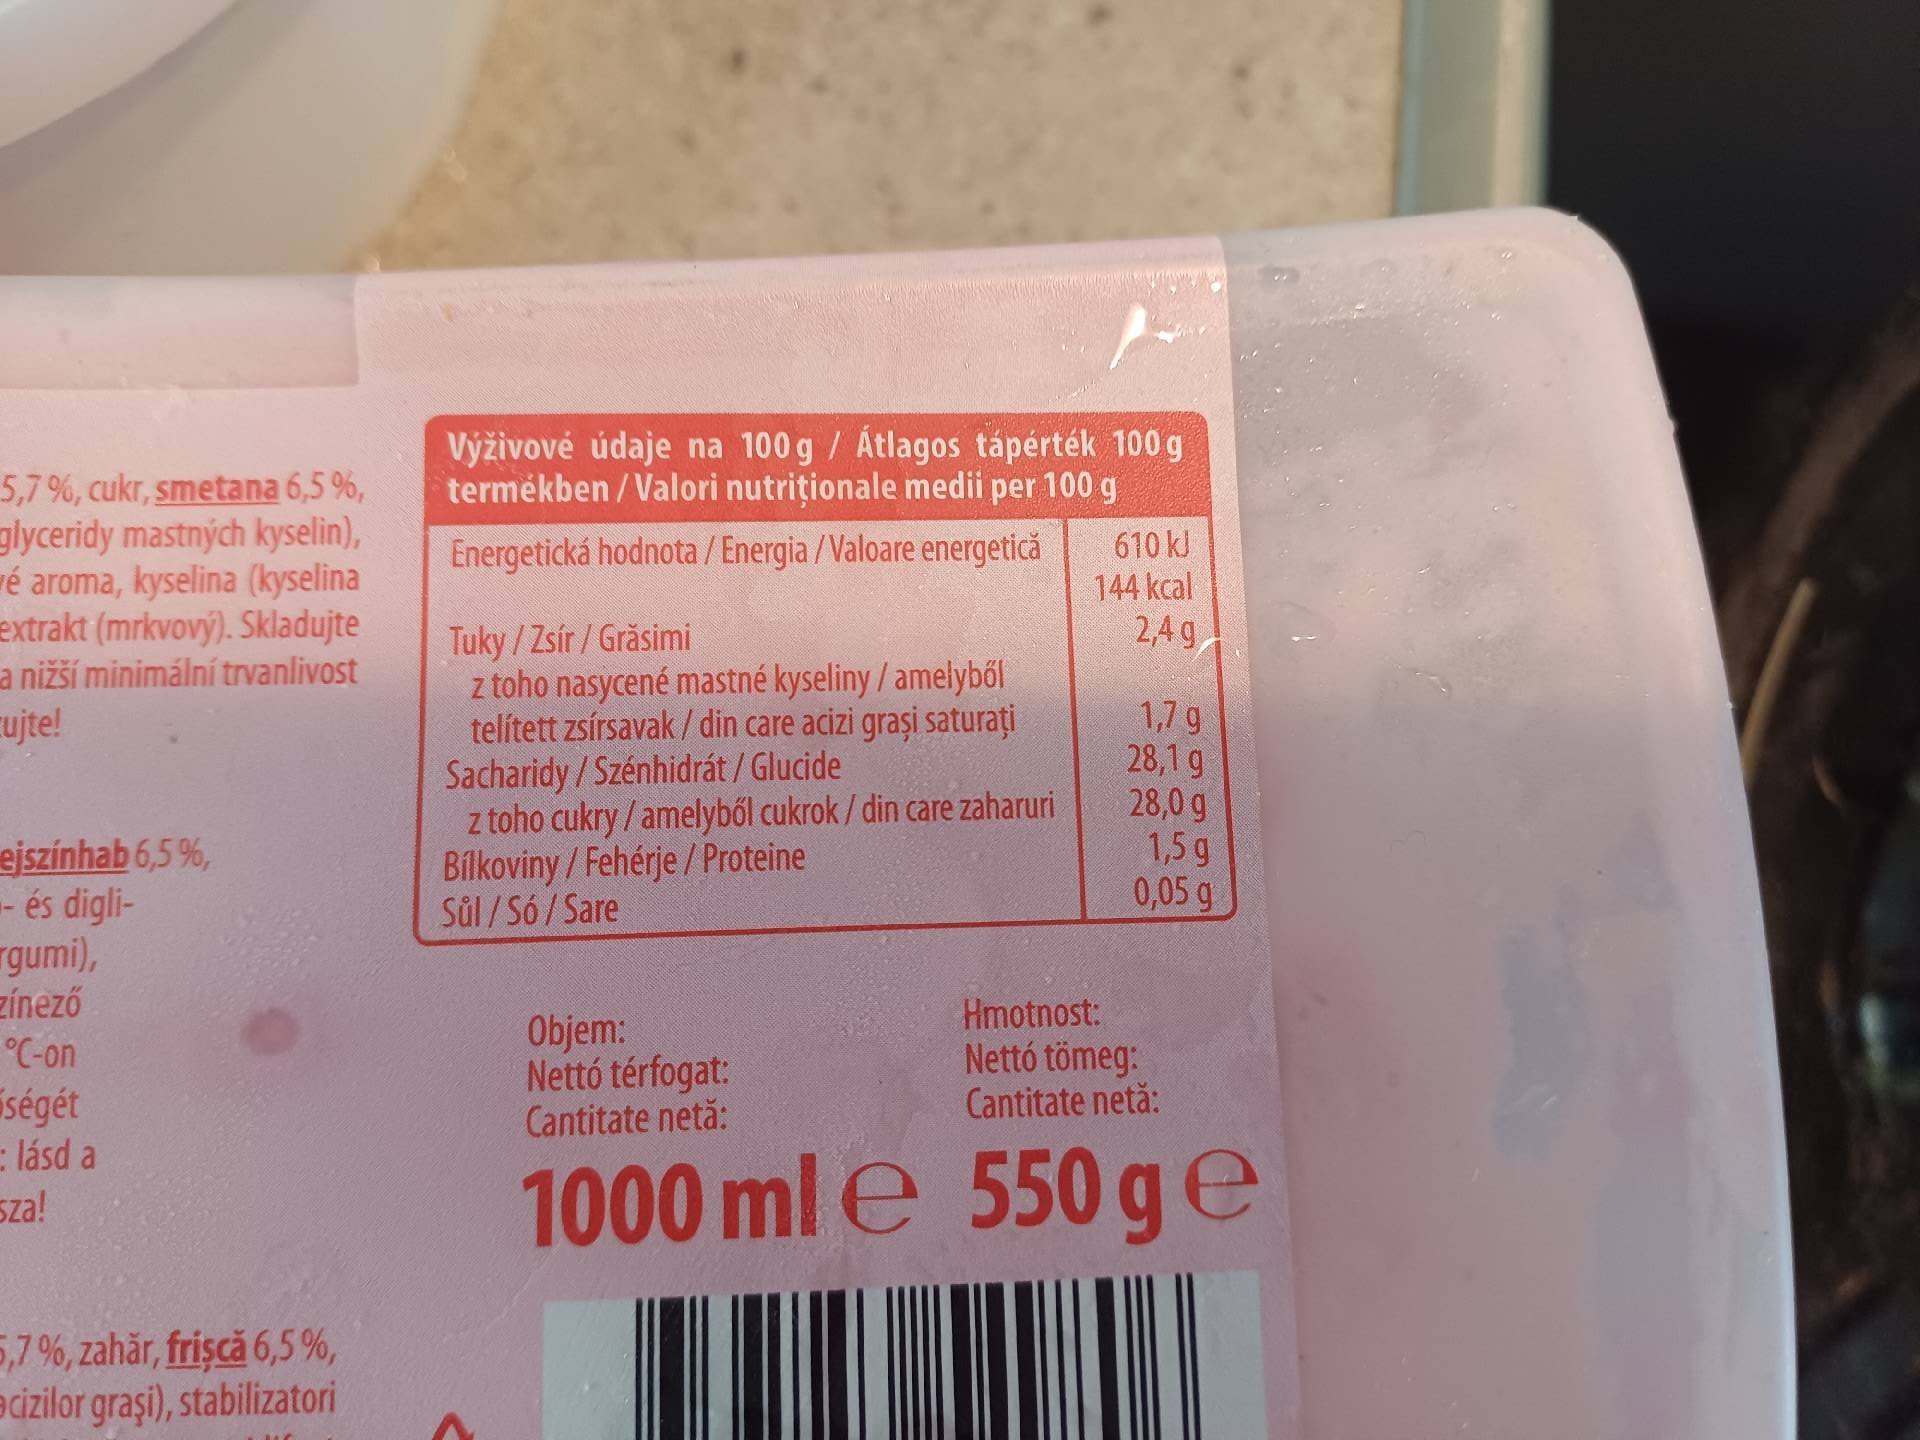 5,7 %, cukr, smetana 6,5 %,
glyceridy mastných kyselin),
aroma, kyselina (kyselina
extrakt (mrkvový). Skladujte
a nižší minimální trvanlivost
Výživové údaje na 100 g / Átlagos tápérték 100 g
termékben / Valori nutriționale medii per 100 g
Energetická hodnota / Energia / Valoare energetică 610 kJ
144 kcal
Tuky / Zsír / Grăsimi 2,4 g
z toho nasycené mastné kyseliny / amelyből
telített zsírsavak / din care acizi grași saturați 1,7 g
Sacharidy / Szénhidrát / Glucide 28,1 g
z toho cukry / amelyből cukrok / din care zaharuri 28,0 g
Bílkoviny / Fehérje / Proteine 1,5 g
Sůl / Só / Sare 0,05 g
ejszínhab 6,5 %,
- és digli-
rgumi),
zínező
°C-on
: lásd a
Objem:
Nettó térfogat:
Cantitate netă:
1000 ml e
Hmotnost:
Nettó tömeg:
Cantitate netă:
550 g e
5,7 %, zahăr, frișcă 6,5 %,
acizilor grași), stabilizatori